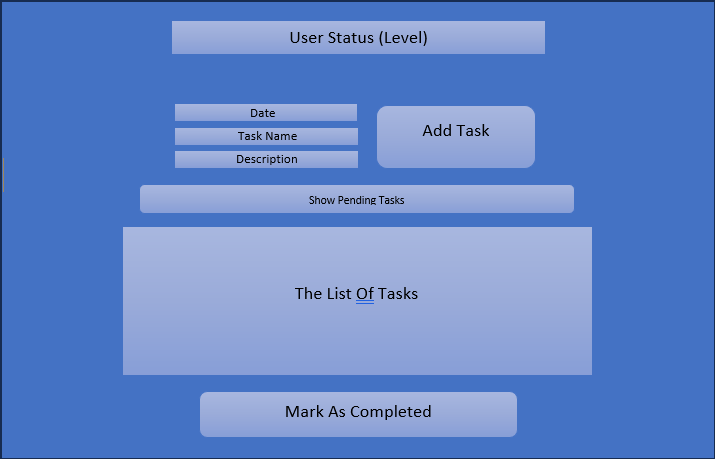 User Status (Level)
Date
Task Name
Description
Add Task
Show Pending Tasks
The List Of Tasks
Mark As Completed